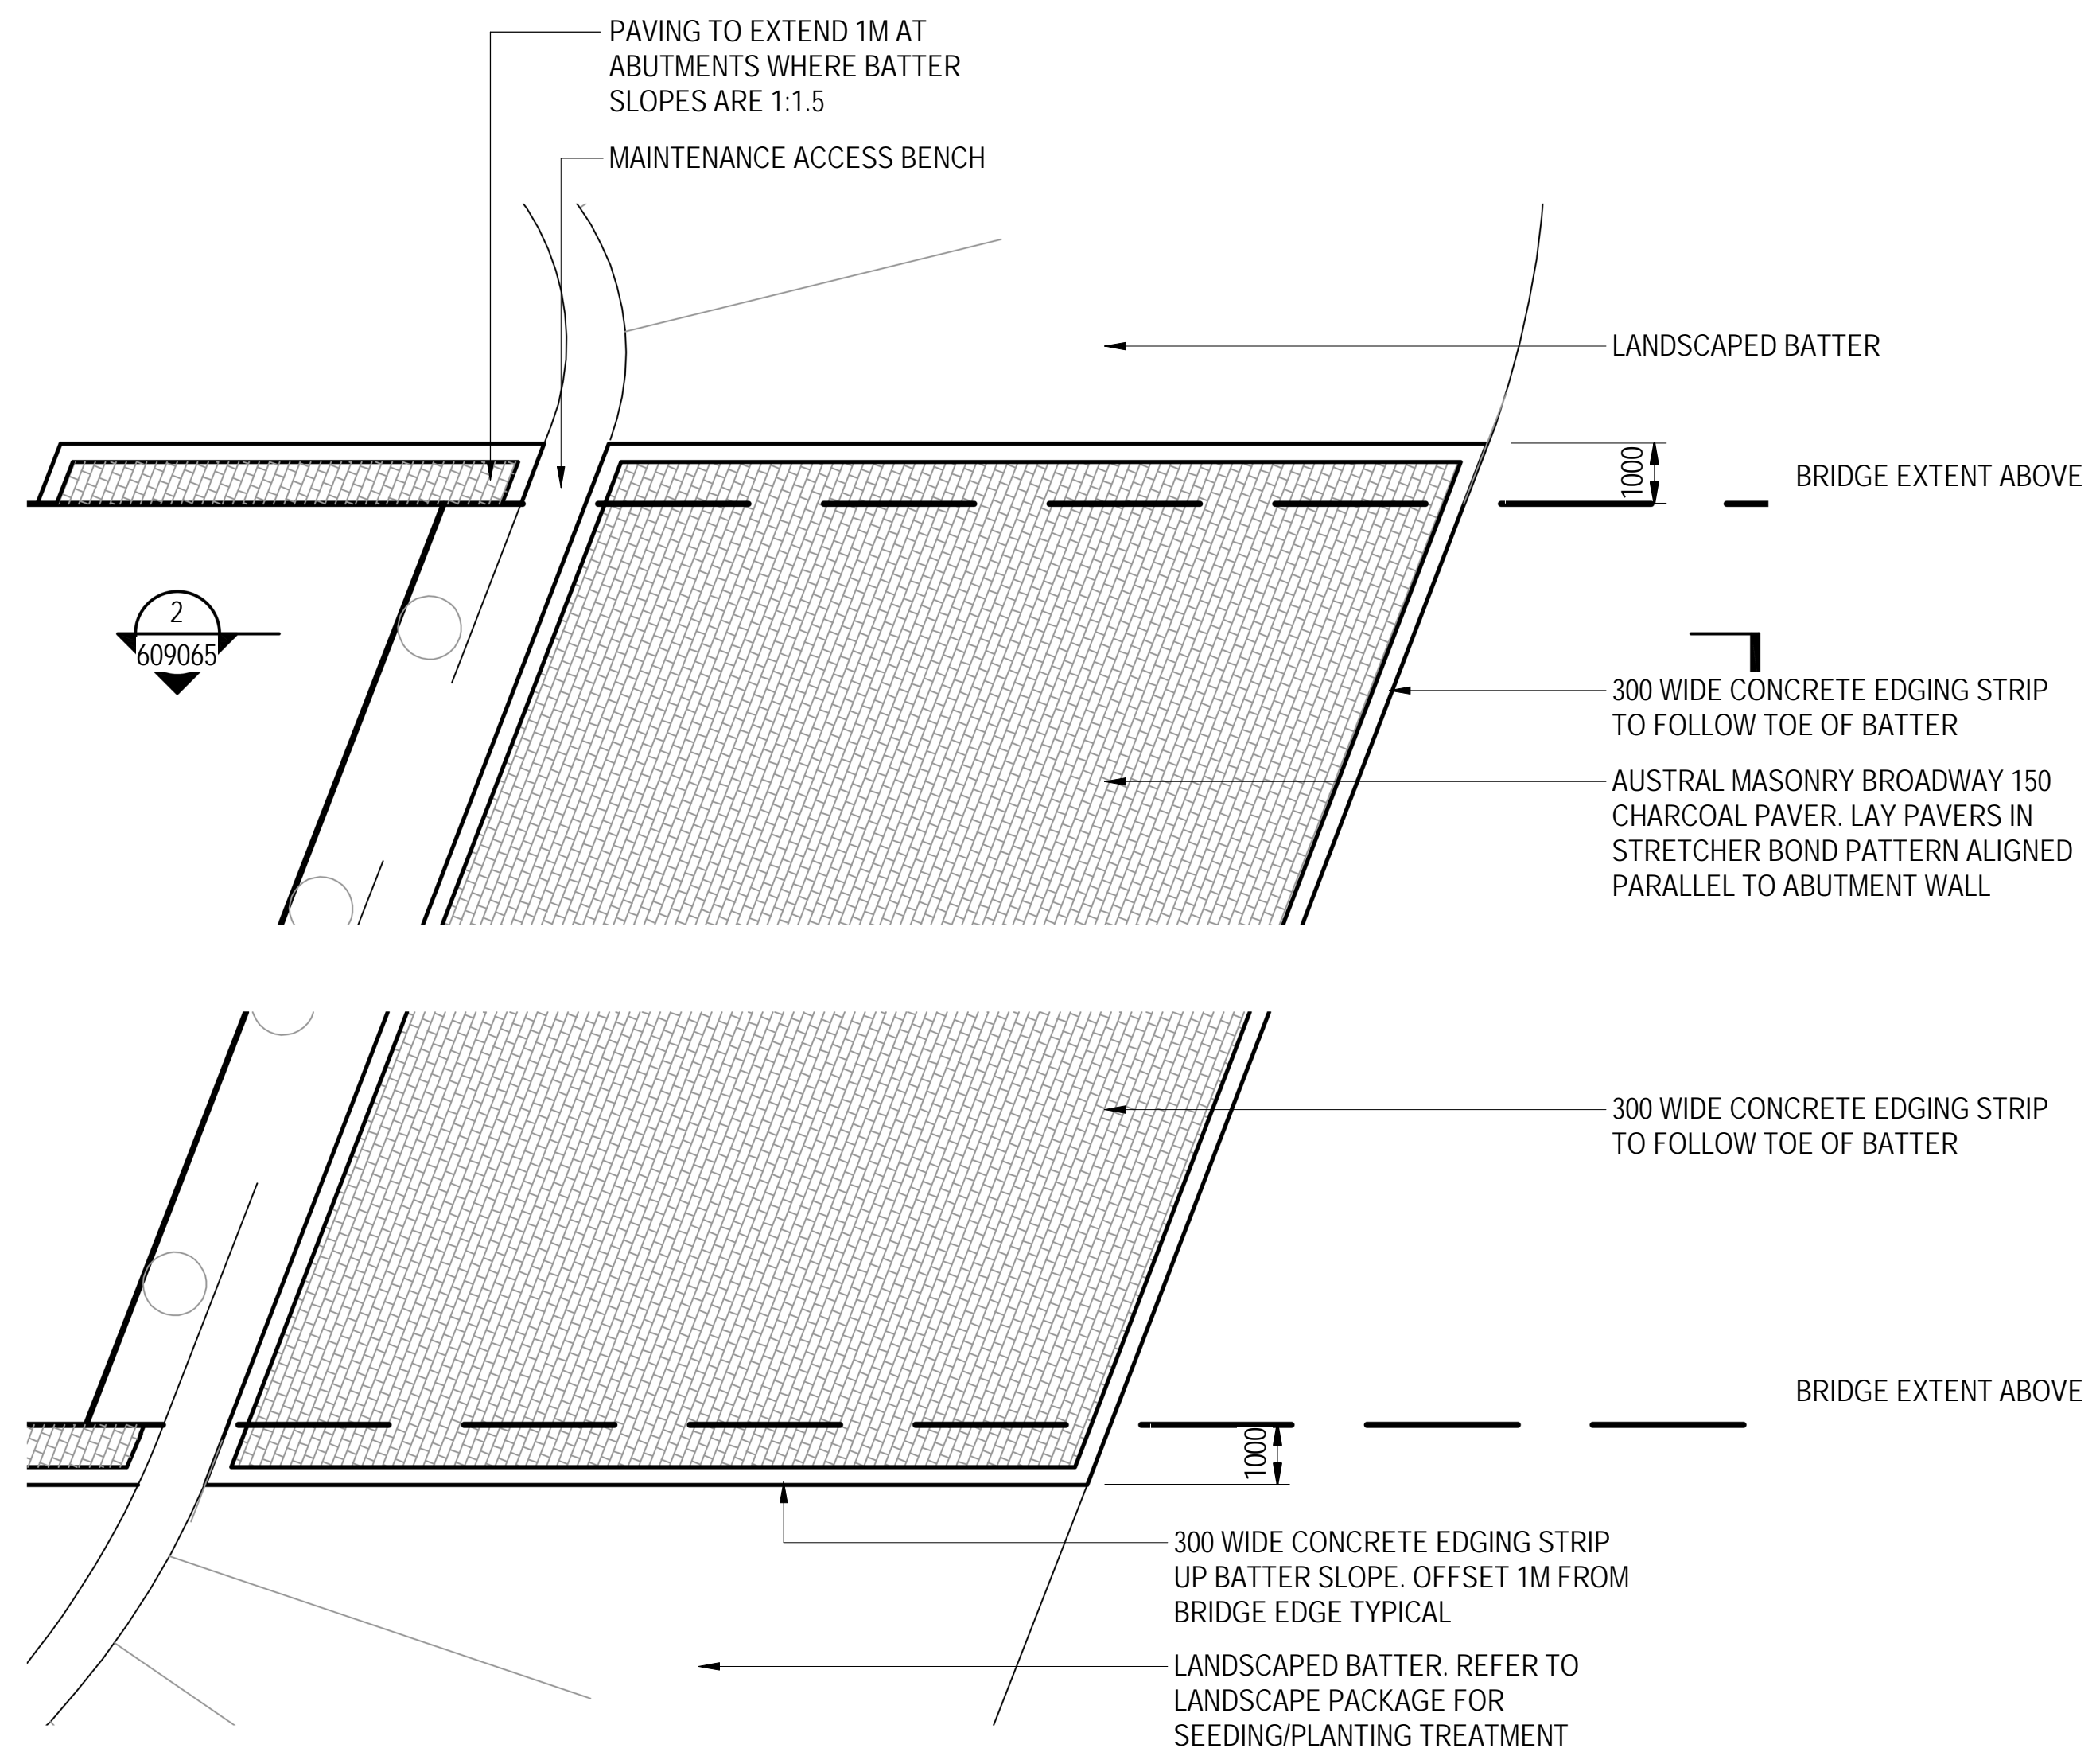 PAVING TO EXTEND 1M AT
ABUTMENTS WHERE BATTER
SLOPES ARE 1:1.5
MAINTENANCE ACCESS BENCH
LANDSCAPED BATTER
1000
BRIDGE EXTENT ABOVE
2
609065
300 WIDE CONCRETE EDGING STRIP
TO FOLLOW TOE OF BATTER
AUSTRAL MASONRY BROADWAY 150
CHARCOAL PAVER. LAY PAVERS IN
STRETCHER BOND PATTERN ALIGNED
PARALLEL TO ABUTMENT WALL
300 WIDE CONCRETE EDGING STRIP
TO FOLLOW TOE OF BATTER
BRIDGE EXTENT ABOVE
1000
300 WIDE CONCRETE EDGING STRIP
UP BATTER SLOPE. OFFSET 1M FROM
BRIDGE EDGE TYPICAL
LANDSCAPED BATTER. REFER TO
LANDSCAPE PACKAGE FOR
SEEDING/PLANTING TREATMENT